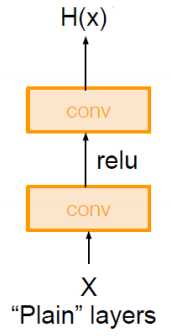 H(x)
conv
relu
conv
X
“Plain” layers